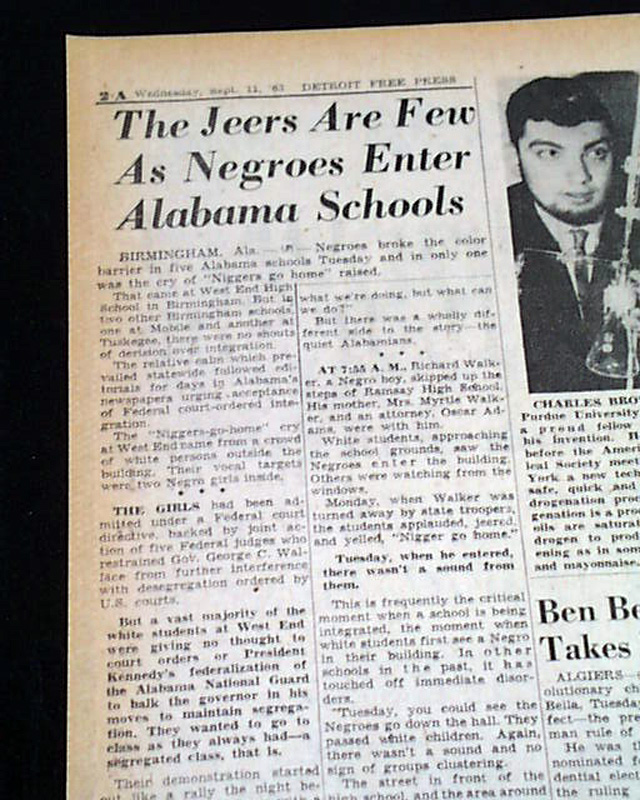 2-A Wednesday, Sept. 11, '63 DETROIT FREE PRESS
The Jeers Are Few
As Negroes Enter
Alabama Schools
BIRMINGHAM, Ala. — (AP) — Negroes broke the color
barrier in five Alabama schools Tuesday and in only one
was the cry of "Niggers go home" raised.
That came at West End High
School in Birmingham. But in
two other Birmingham schools,
one at Mobile and another at
Tuskegee, there were no shouts
of derision over integration.
The relative calm which pre-
vailed statewide followed edi-
torials for days in Alabama's
newspapers urging acceptance
of Federal court-ordered inte-
gration.
The "Niggers-go-home" cry
at West End came from a crowd
of white persons outside the
building. Their vocal targets
were two Negro girls inside.
THE GIRLS had been ad-
mitted under a Federal court
directive, backed by joint ac-
tion of five Federal judges who
restrained Gov. George C. Wal-
lace from further interference
with desegregation ordered by
U.S. courts.
But a vast majority of the
white students at West End
were giving no thought to
court orders or President
Kennedy's federalization of
the Alabama National Guard
to balk the governor in his
moves to maintain segrega-
tion. They wanted to go to
class as they always had—a
segregated class, that is.
Their demonstration started
out like a rally the night be-
what we're doing, but what can
we do?"
But there was a wholly dif-
ferent side to the story—the
quiet Alabamians.
AT 7:55 A.M., Richard Walk-
er, a Negro boy, skipped up the
steps of Ramsay High School.
His mother, Mrs. Myrtle Walk-
er, and an attorney, Oscar Ad-
ams, were with him.
White students, approaching
the school grounds, saw the
Negroes enter the building.
Others were watching from the
windows.
Monday, when Walker was
turned away by state troopers,
the students applauded, jeered,
and yelled, "Nigger go home."
Tuesday, when he entered,
there wasn't a sound from
them.
This is frequently the critical
moment when a school is being
integrated, the moment when
white students first see a Negro
in their building. In other
schools in the past, it has
touched off immediate disor-
ders.
"Tuesday, you could see the
Negroes go down the hall. They
passed white children. Again,
there wasn't a sound and no
sign of groups clustering.
The street in front of the
high school, and the area around
CHARLES BRO
Purdue University
a proud fellow
his invention. H
before the Amer
ical Society meet
York a new tech
safe, quick and
drogenation pro
genation is a proc
oils are satura
drogen to prod
ening as in som
and mayonnaise.
Ben Be
Takes
ALGIERS—
olutionary ch
Bella, Tuesda
fect—the pre
man rule of
He was
nominated f
dential elec
the ruling